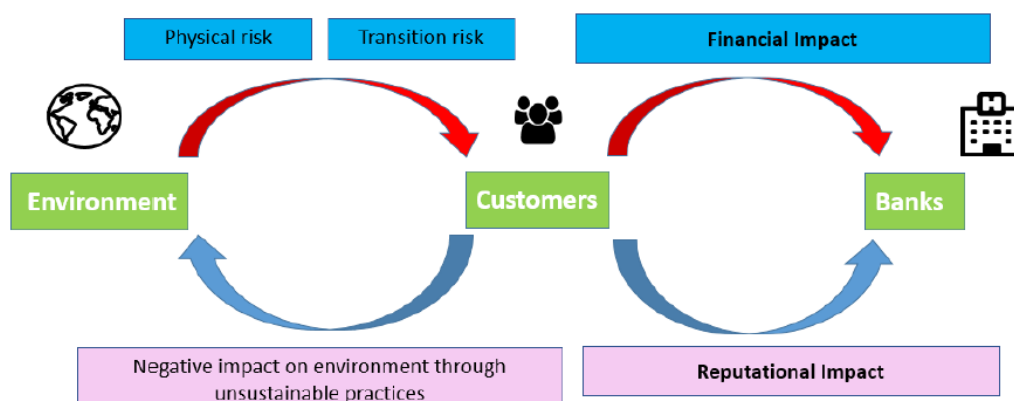 Physical risk
Transition risk
Financial Impact
H
Environment
Customers
Banks
Negative impact on environment through
unsustainable practices
Reputational Impact